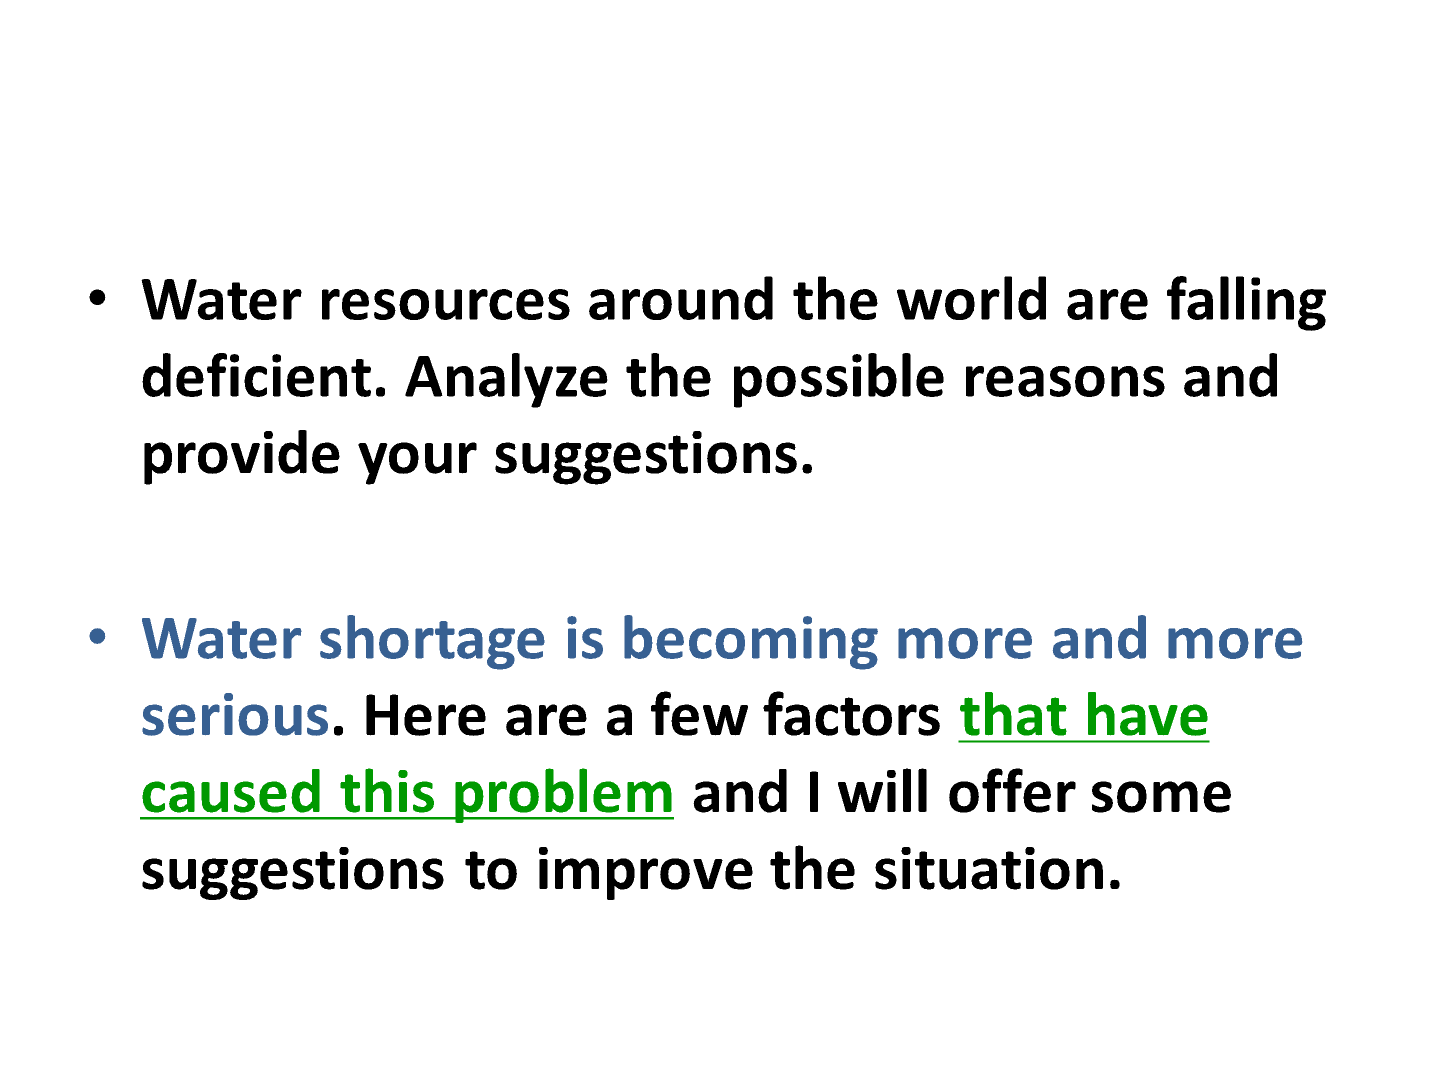 • Water resources around the world are falling
deficient. Analyze the possible reasons and
provide your suggestions.
• Water shortage is becoming more and more
serious. Here are a few factors that have
caused this problem and I will offer some
suggestions to improve the situation.